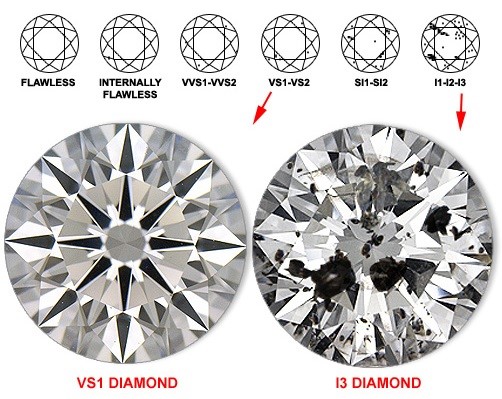 FLAWLESS
INTERNALLY
FLAWLESS
VVS1-VVS2
VS1-VS2
SI1-SI2
I1-I2-I3
VS1 DIAMOND
I3 DIAMOND